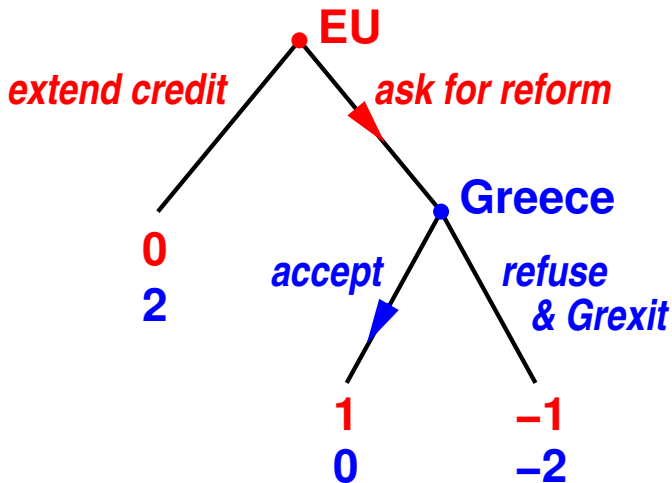 EU
extend credit
ask for reform
Greece
0
2
accept
refuse
& Grexit
1
0
−1
−2